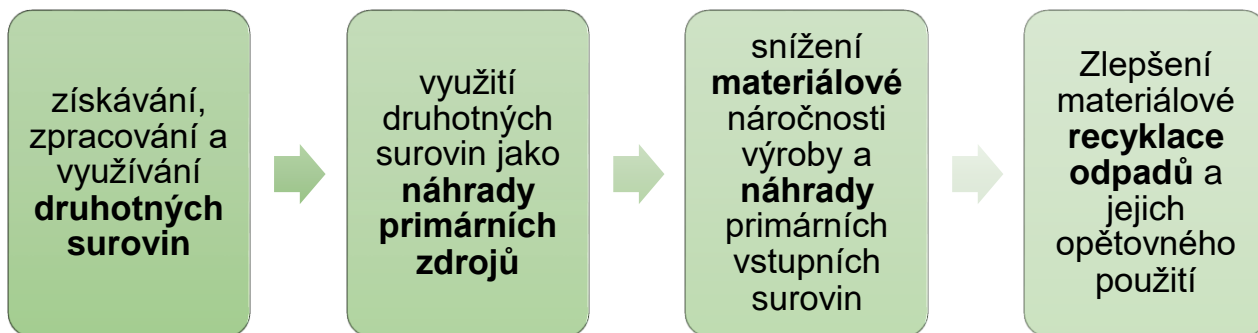 získávání,
zpracování a
využívání
druhotných
surovin
využití
druhotných
surovin jako
náhrady
primárních
zdrojů
snížení
materiálové
náročnosti
výroby a
náhrady
primárních
vstupních
surovin
Zlepšení
materiálové
recyklace
odpadů a
jejich
opětovného
použití